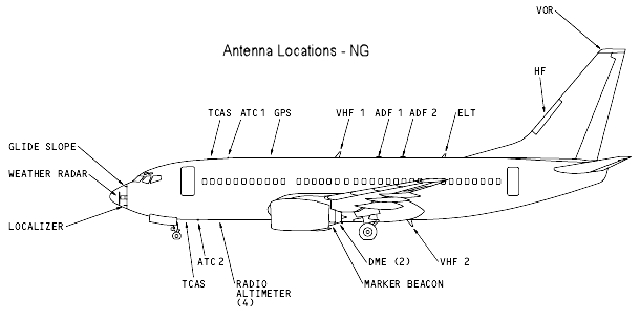 VOR
Antenna Locations - NG
HF
TCAS ATC 1 GPS VHF 1 ADF 1 ADF 2 ELT
GLIDE SLOPE
WEATHER RADAR
LOCALIZER
ATC 2 DME (2) VHF 2
TCAS RADIO MARKER BEACON
ALTIMETER
(4)